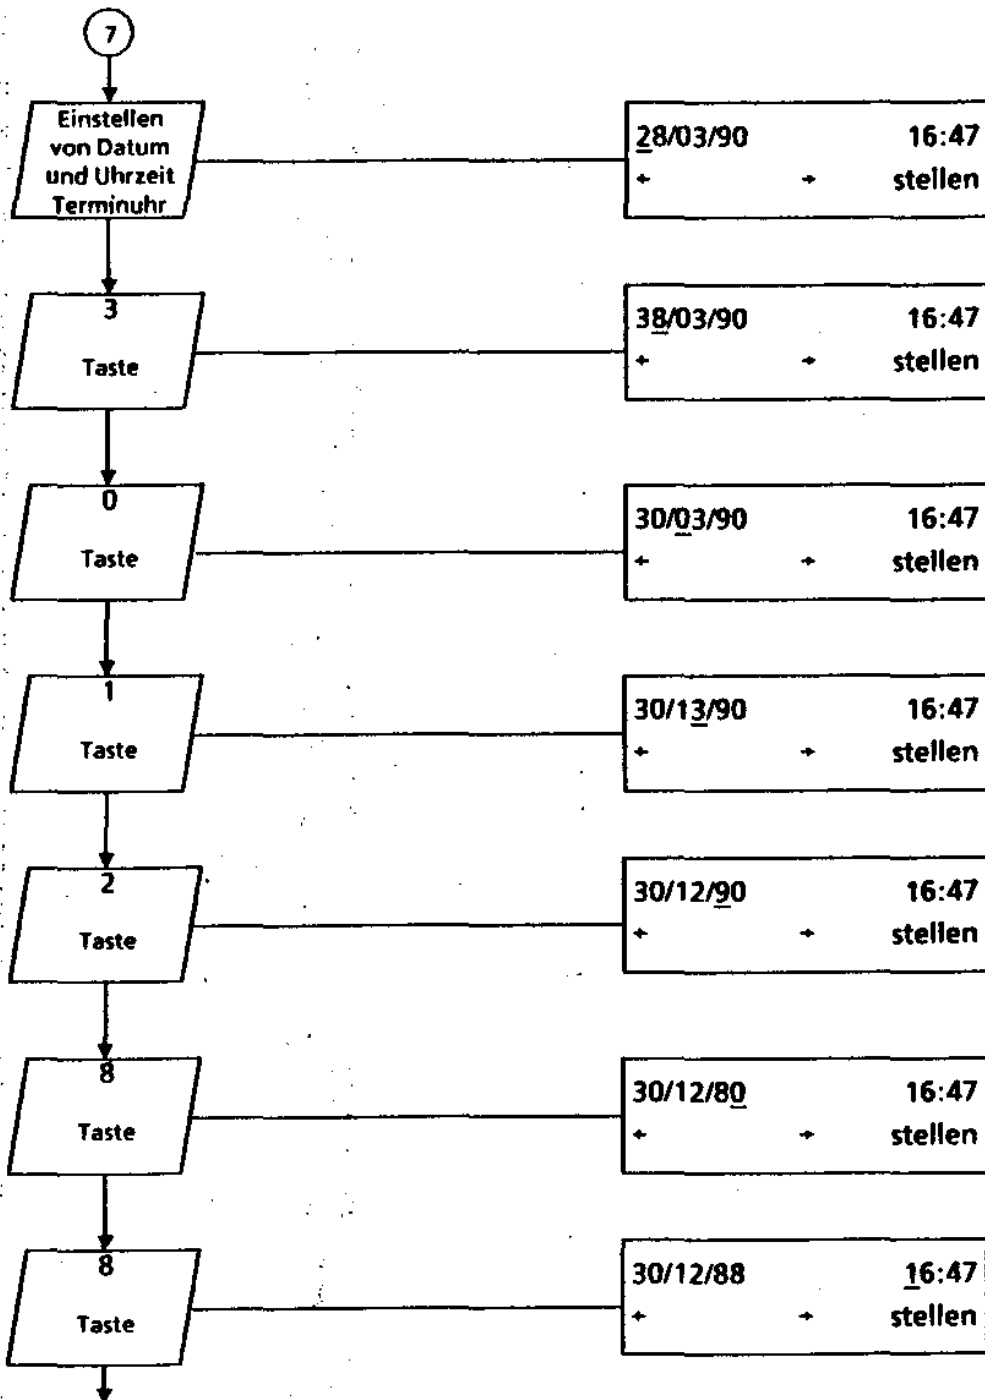 7
Einstellen
von Datum
und Uhrzeit
Terminuhr
28/03/90 16:47
← → stellen
3
Taste
38/03/90 16:47
← → stellen
0
Taste
30/03/90 16:47
← → stellen
1
Taste
30/13/90 16:47
← → stellen
2
Taste
30/12/90 16:47
← → stellen
8
Taste
30/12/80 16:47
← → stellen
8
Taste
30/12/88 16:47
← → stellen